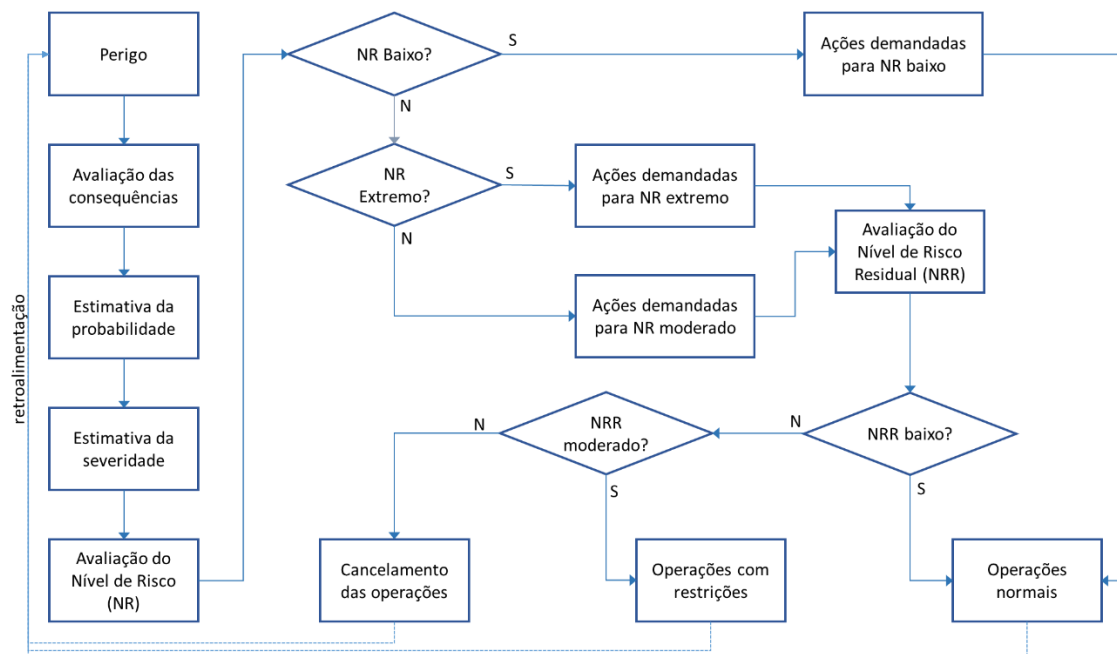 Perigo
Avaliação das
consequências
Estimativa da
probabilidade
Estimativa da
severidade
Avaliação do
Nível de Risco
(NR)
retroalimentação
NR Baixo?
S
N
Ações demandadas
para NR baixo
NR
Extremo?
S
N
Ações demandadas
para NR extremo
Ações demandadas
para NR moderado
Avaliação do
Nível de Risco
Residual (NRR)
NRR baixo?
N
S
NRR
moderado?
N
S
Cancelamento
das operações
Operações com
restrições
Operações
normais